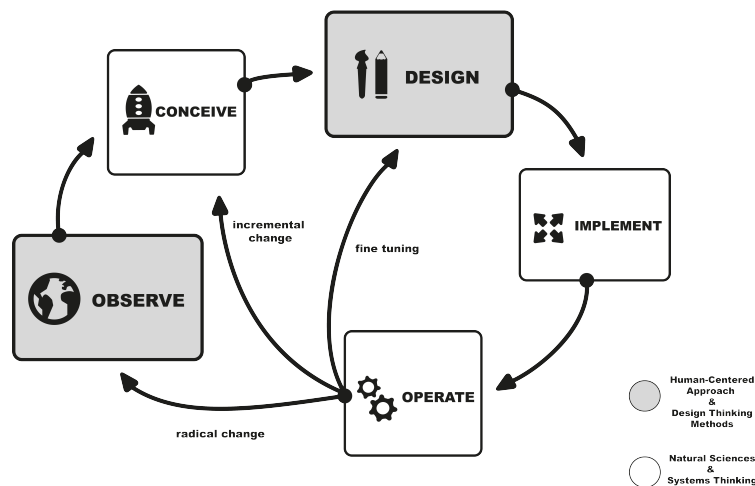 DESIGN
CONCEIVE
IMPLEMENT
incremental
change
fine tuning
OBSERVE
OPERATE
radical change
Human-Centered
Approach
&
Design Thinking
Methods
Natural Sciences
&
Systems Thinking